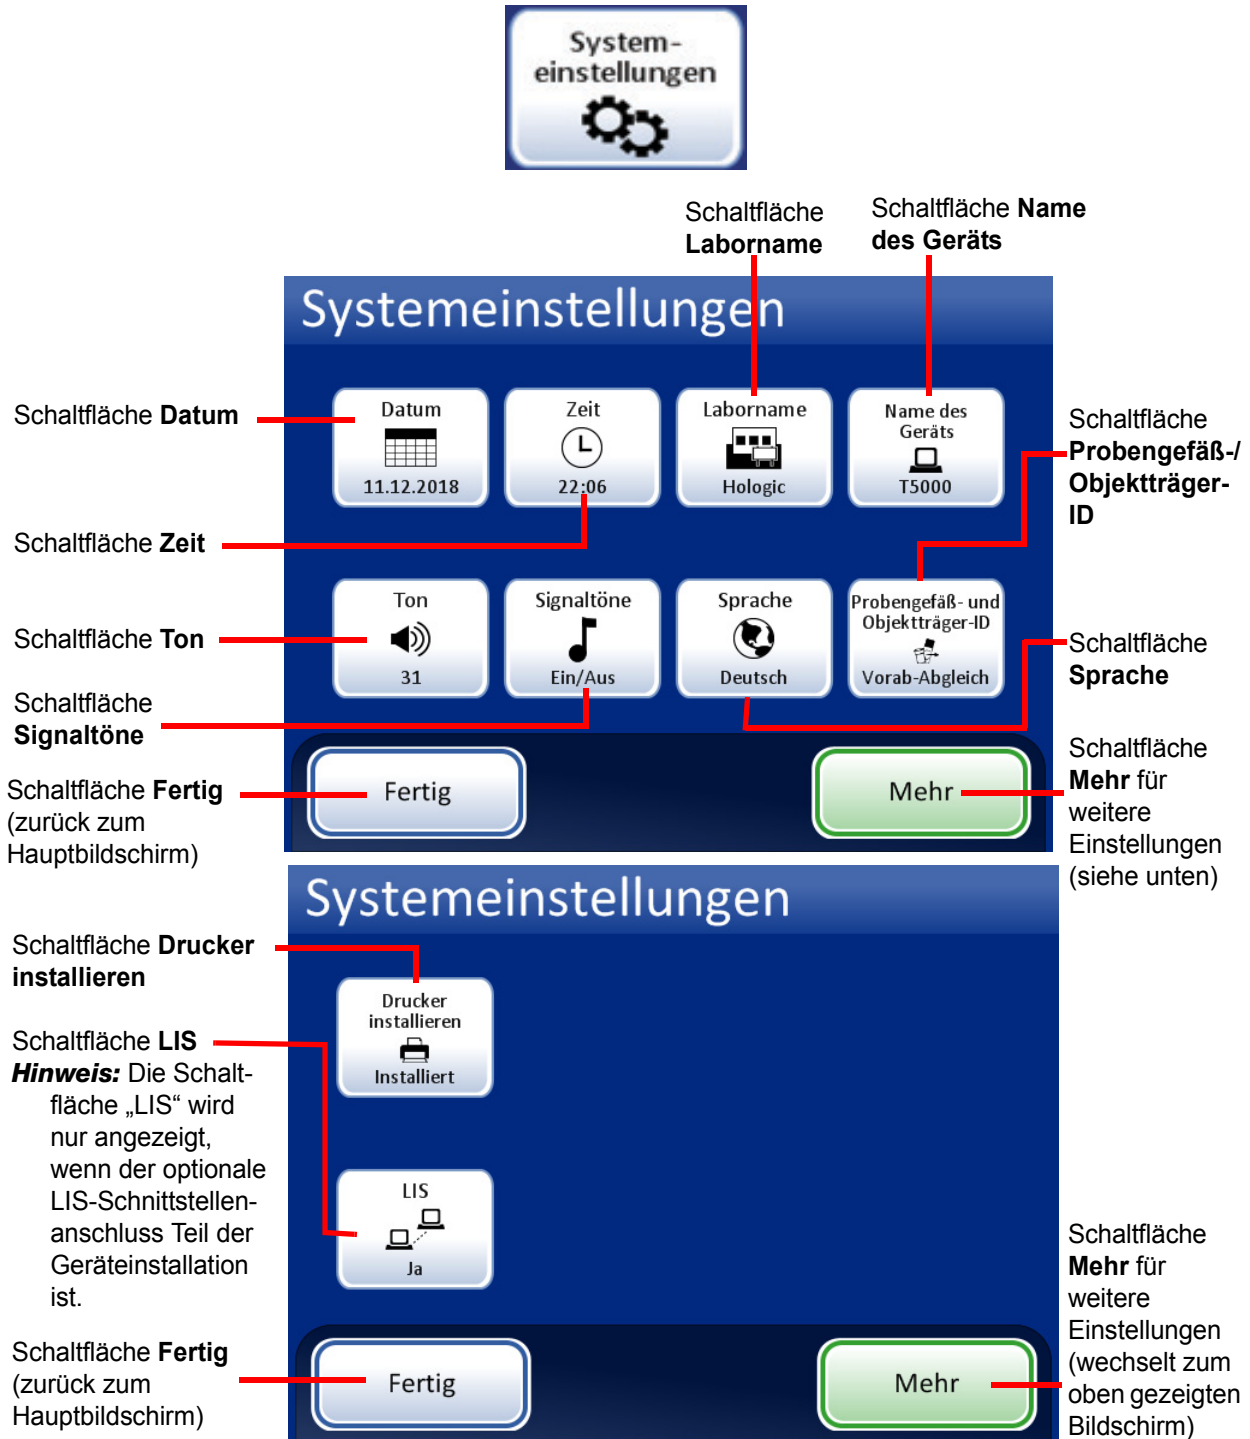 System-
einstellungen
Schaltfläche
Laborname
Schaltfläche Name
des Geräts
Systemeinstellungen
Schaltfläche Datum
Datum
11.12.2018
Zeit
22:06
Laborname
Hologic
Name des
Geräts
T5000
Schaltfläche
Probengefäß-/
Objektträger-
ID
Schaltfläche Zeit
Schaltfläche Ton
Ton
31
Signaltöne
Ein/Aus
Sprache
Deutsch
Probengefäß- und
Objektträger-ID
Vorab-Abgleich
Schaltfläche
Sprache
Schaltfläche
Signaltöne
Schaltfläche Fertig
(zurück zum
Hauptbildschirm)
Fertig
Mehr
Schaltfläche
Mehr für
weitere
Einstellungen
(siehe unten)
Systemeinstellungen
Schaltfläche Drucker
installieren
Drucker
installieren
Installiert
Schaltfläche LIS
Hinweis: Die Schalt-
fläche „LIS“ wird
nur angezeigt,
wenn der optionale
LIS-Schnittstellen-
anschluss Teil der
Geräteinstallation
ist.
LIS
Ja
Schaltfläche Fertig
(zurück zum
Hauptbildschirm)
Fertig
Mehr
Schaltfläche
Mehr für
weitere
Einstellungen
(wechselt zum
oben gezeigten
Bildschirm)